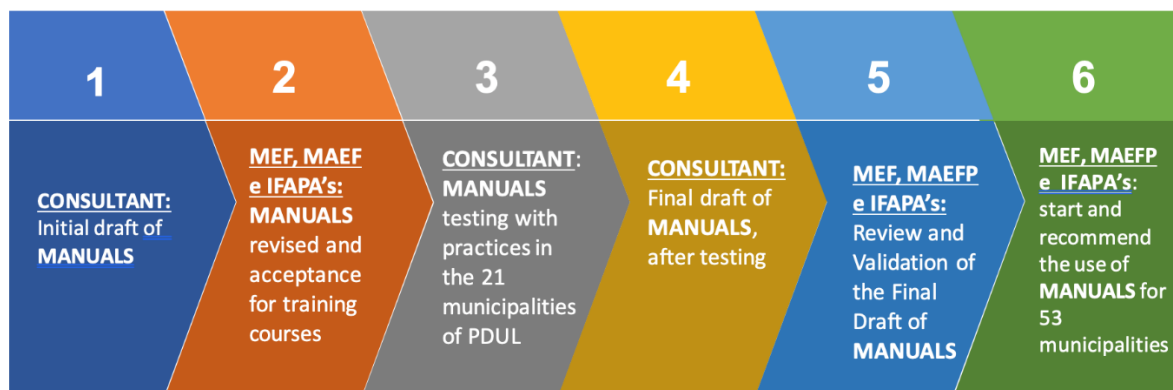 1
CONSULTANT:
Initial draft of
MANUALS
2
MEF, MAEF
e IFAPA’s:
MANUALS
revised and
acceptance
for training
courses
3
CONSULTANT:
MANUALS
testing with
practices in
the 21
municipalities
of PDUL
4
CONSULTANT:
Final draft of
MANUALS,
after testing
5
MEF, MAEFP
e IFAPA’s:
Review and
Validation of
the Final
Draft of
MANUALS
6
MEF, MAEFP
e IFAPA’s:
start and
recommend
the use of
MANUALS for
53
municipalities